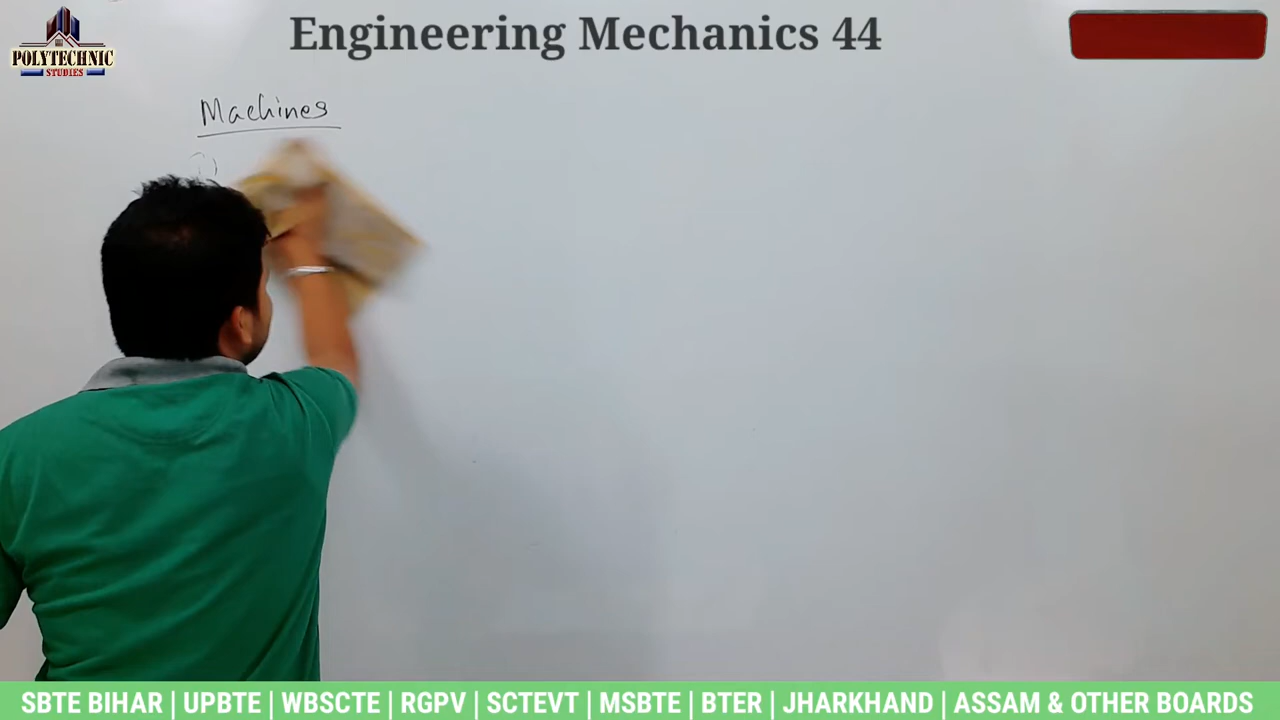 Engineering Mechanics 44
POLYTECHNIC
STUDIES
Machines
SBTE BIHAR | UPBTE | WBSCTE | RGPV | SCTEVT | MSBTE | BTER | JHARKHAND | ASSAM & OTHER BOARDS